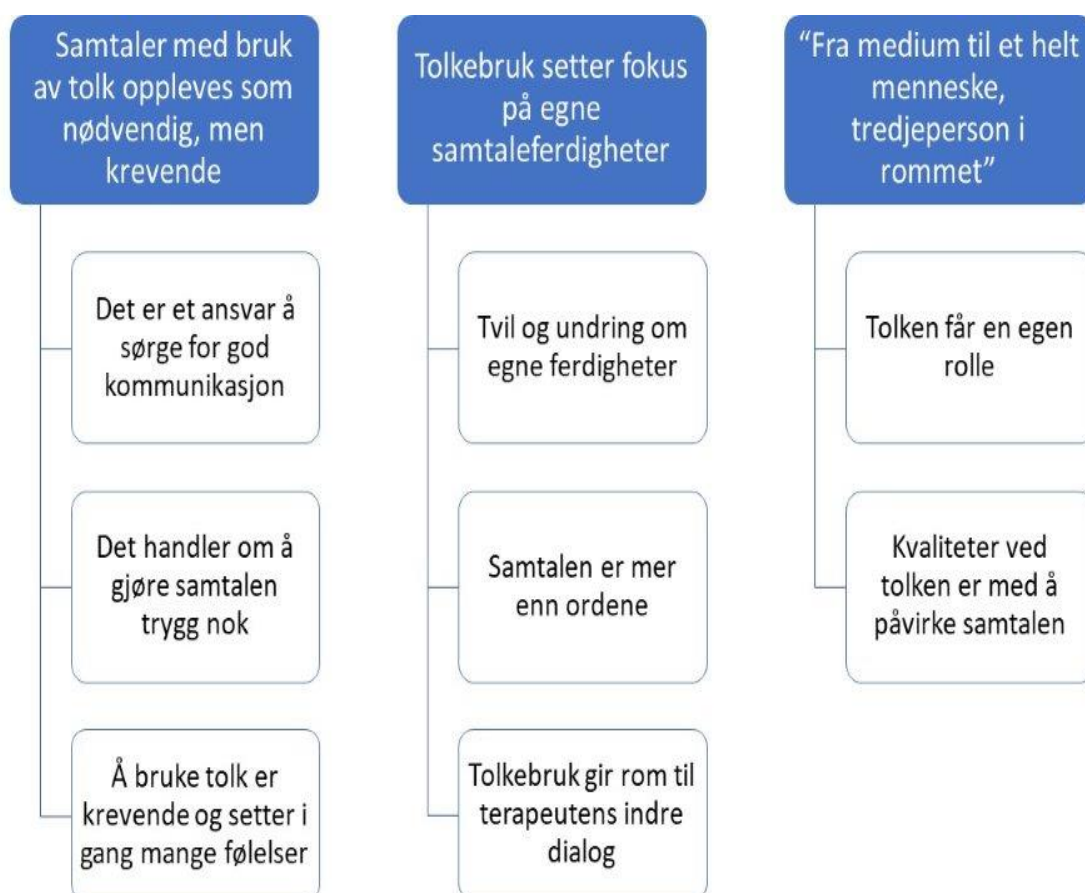 Samtaler med bruk
av tolk oppleves som
nødvendig, men
krevende
Det er et ansvar å
sørge for god
kommunikasjon
Det handler om å
gjøre samtalen
trygg nok
Å bruke tolk er
krevende og setter i
gang mange følelser
Tolkebruk setter fokus
på egne
samtaleferdigheter
Tvil og undring om
egne ferdigheter
Samtalen er mer
enn ordene
Tolkebruk gir rom til
terapeutens indre
dialog
“Fra medium til et helt
menneske,
tredjeperson i
rommet”
Tolken får en egen
rolle
Kvaliteter ved
tolken er med å
påvirke samtalen